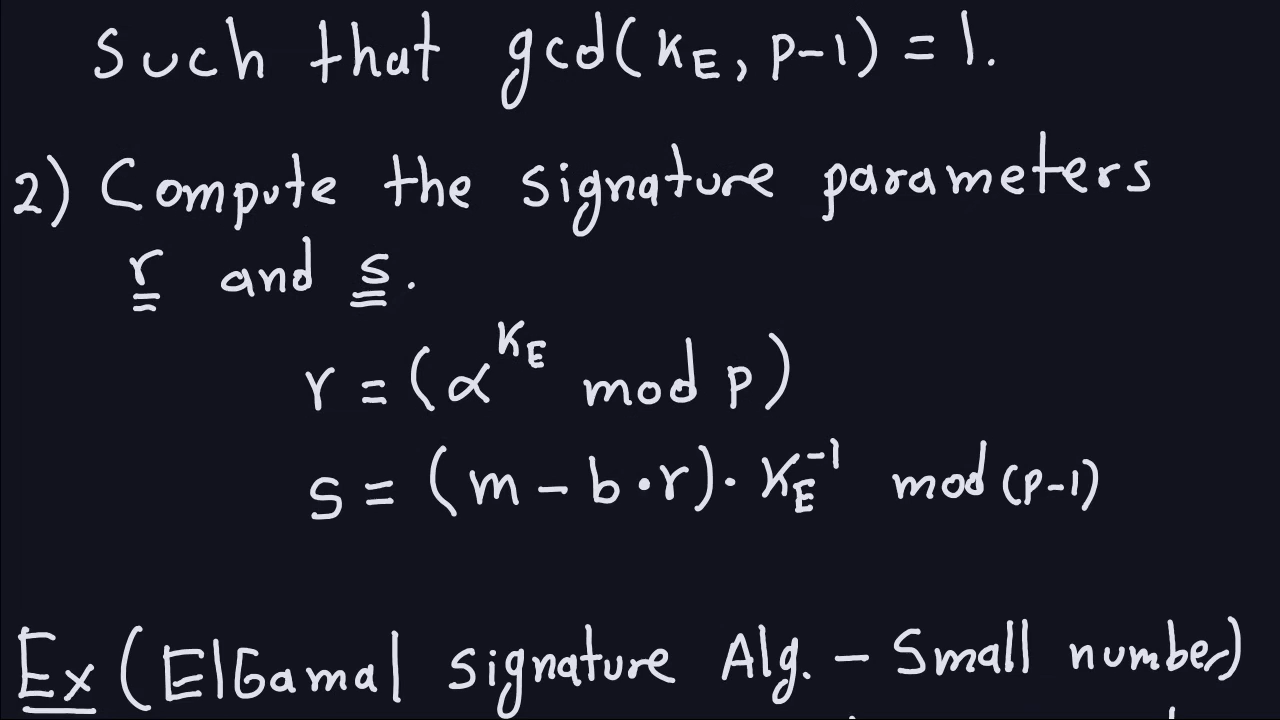 Such that gcd(K_E, p-1) = 1.
2) Compute the signature parameters
r and s.
r = (α^{K_E} mod p)
s = (m - b·r)· K_E^{-1} mod (p-1)
Ex (ElGamal signature Alg. - Small number)